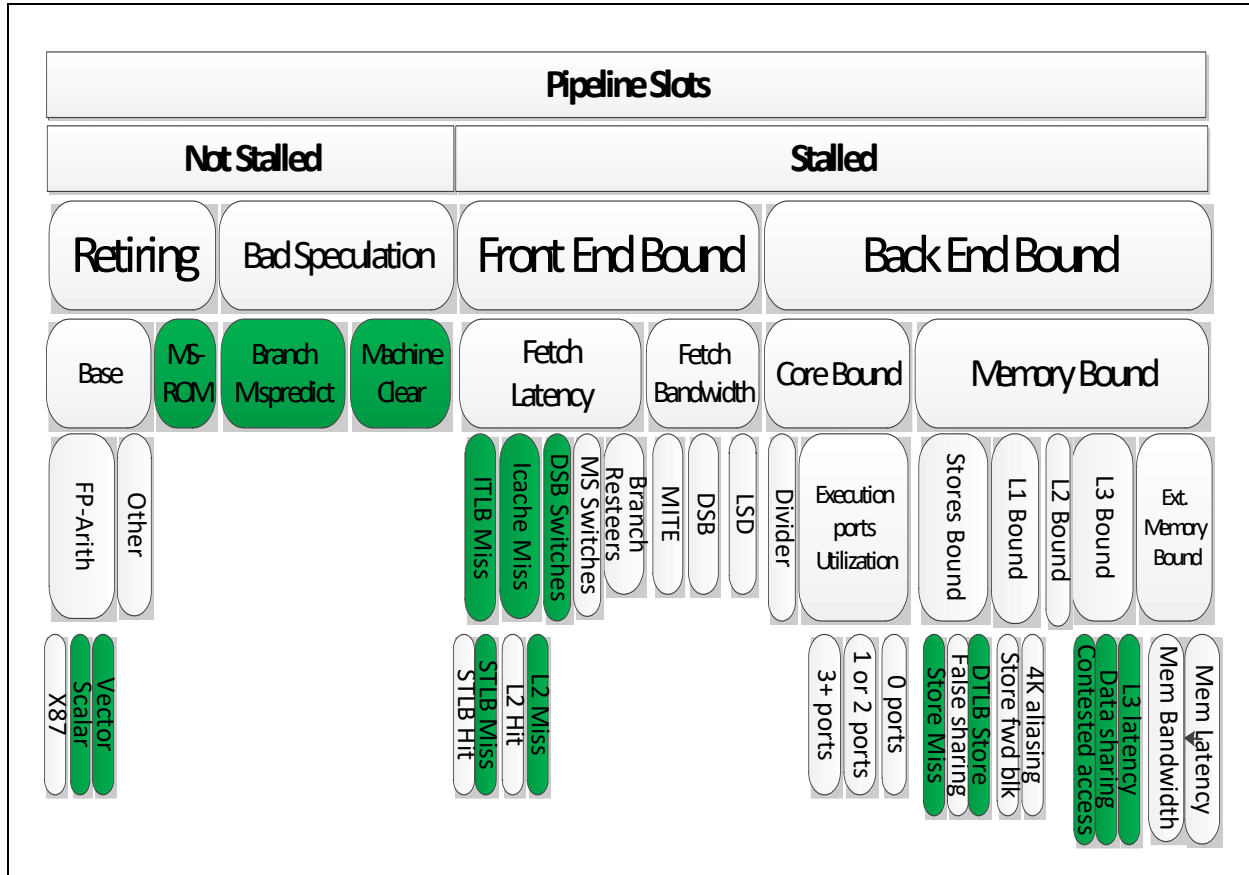 Pipeline Slots
Not Stalled
Stalled
Retiring
Bad Speculation
Front End Bound
Back End Bound
Base
MS-
ROM
Branch
Mispredict
Machine
Clear
Fetch
Latency
Fetch
Bandwidth
Core Bound
Memory Bound
FP-Arith
Other
ITLB Miss
Icache Miss
DSB Switches
MS Switches
Branch
Resteers
MITE
DSB
LSD
Divider
Execution
ports
Utilization
Stores Bound
L1 Bound
L2 Bound
L3 Bound
Ext.
Memory
Bound
X87
Scalar
Vector
STLB Hit
STLB Miss
L2 Hit
L2 Miss
3+ ports
1 or 2 ports
0 ports
Store Miss
False sharing
DTLB Store
Store fwd blk
4K aliasing
Contested access
Data sharing
L3 latency
Mem Bandwidth
Mem Latency